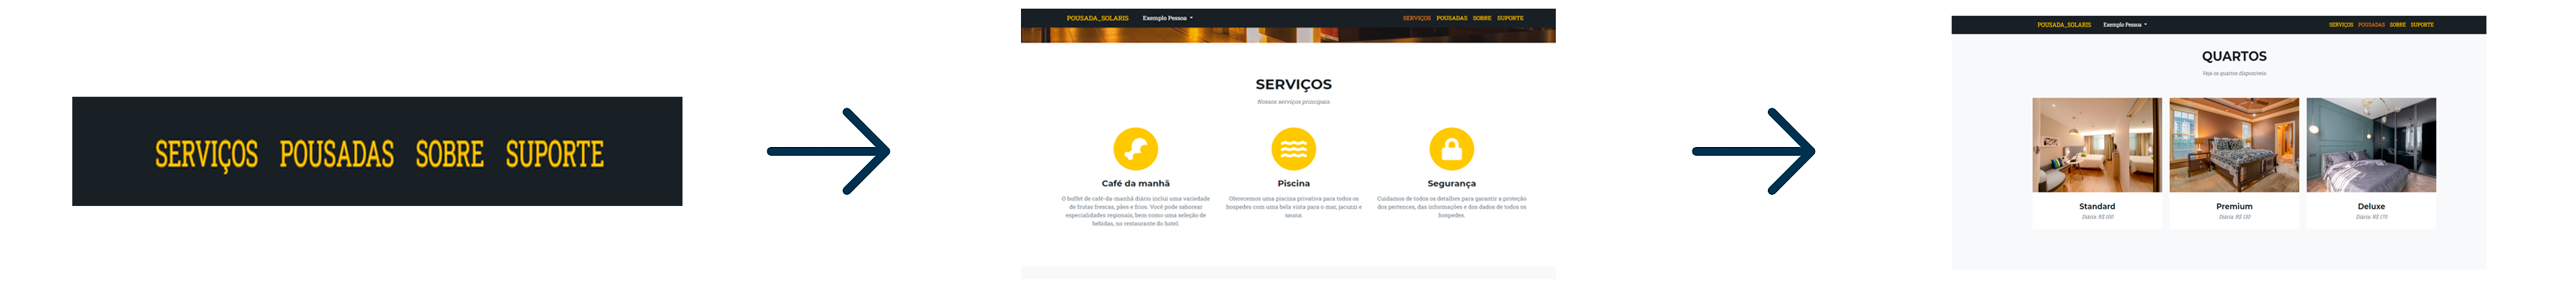 SERVIÇOS POUSADAS SOBRE SUPORTE
POUSADA_SOLARIS Exemplo Pessoa SERVIÇOS POUSADAS SOBRE SUPORTE
SERVIÇOS
Nossos serviços principais.
Café da manhã
O buffet de café-da-manhã diário inclui uma variedade
de frutas frescas, pães e frios. Você pode saborear
especialidades regionais, bem como uma seleção de
bebidas, no restaurante do hotel.
Piscina
Oferecemos uma piscina privativa para todos os
hospedes com uma bela vista para o mar, jacuzzi e
sauna.
Segurança
Cuidamos de todos os detalhes para garantir a proteção
dos pertences, das informações e dos dados de todos os
hospedes.
POUSADA_SOLARIS Exemplo Pessoa SERVIÇOS POUSADAS SOBRE SUPORTE
QUARTOS
Veja os quartos disponíveis.
Standard
Diária: R$ 100
Premium
Diária: R$ 130
Deluxe
Diária: R$ 170